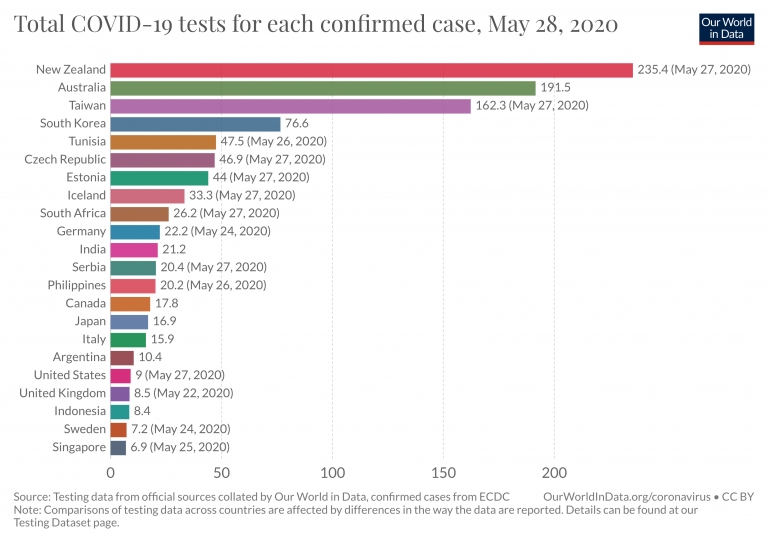 Total COVID-19 tests for each confirmed case, May 28, 2020
Our World
in Data
New Zealand 235.4 (May 27, 2020)
Australia 191.5
Taiwan 162.3 (May 27, 2020)
South Korea 76.6
Tunisia 47.5 (May 26, 2020)
Czech Republic 46.9 (May 27, 2020)
Estonia 44 (May 27, 2020)
Iceland 33.3 (May 27, 2020)
South Africa 26.2 (May 27, 2020)
Germany 22.2 (May 24, 2020)
India 21.2
Serbia 20.4 (May 27, 2020)
Philippines 20.2 (May 26, 2020)
Canada 17.8
Japan 16.9
Italy 15.9
Argentina 10.4
United States 9 (May 27, 2020)
United Kingdom 8.5 (May 22, 2020)
Indonesia 8.4
Sweden 7.2 (May 24, 2020)
Singapore 6.9 (May 25, 2020)
0 50 100 150 200
Source: Testing data from official sources collated by Our World in Data, confirmed cases from ECDC OurWorldInData.org/coronavirus • CC BY
Note: Comparisons of testing data across countries are affected by differences in the way the data are reported. Details can be found at our
Testing Dataset page.